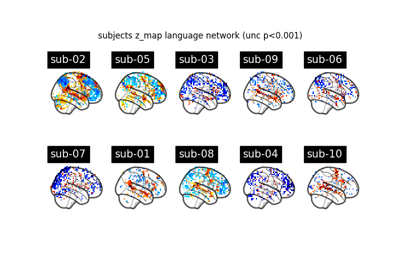 subjects z_map language network (unc p<0.001)
sub-02 sub-05 sub-03 sub-09 sub-06
sub-07 sub-01 sub-08 sub-04 sub-10